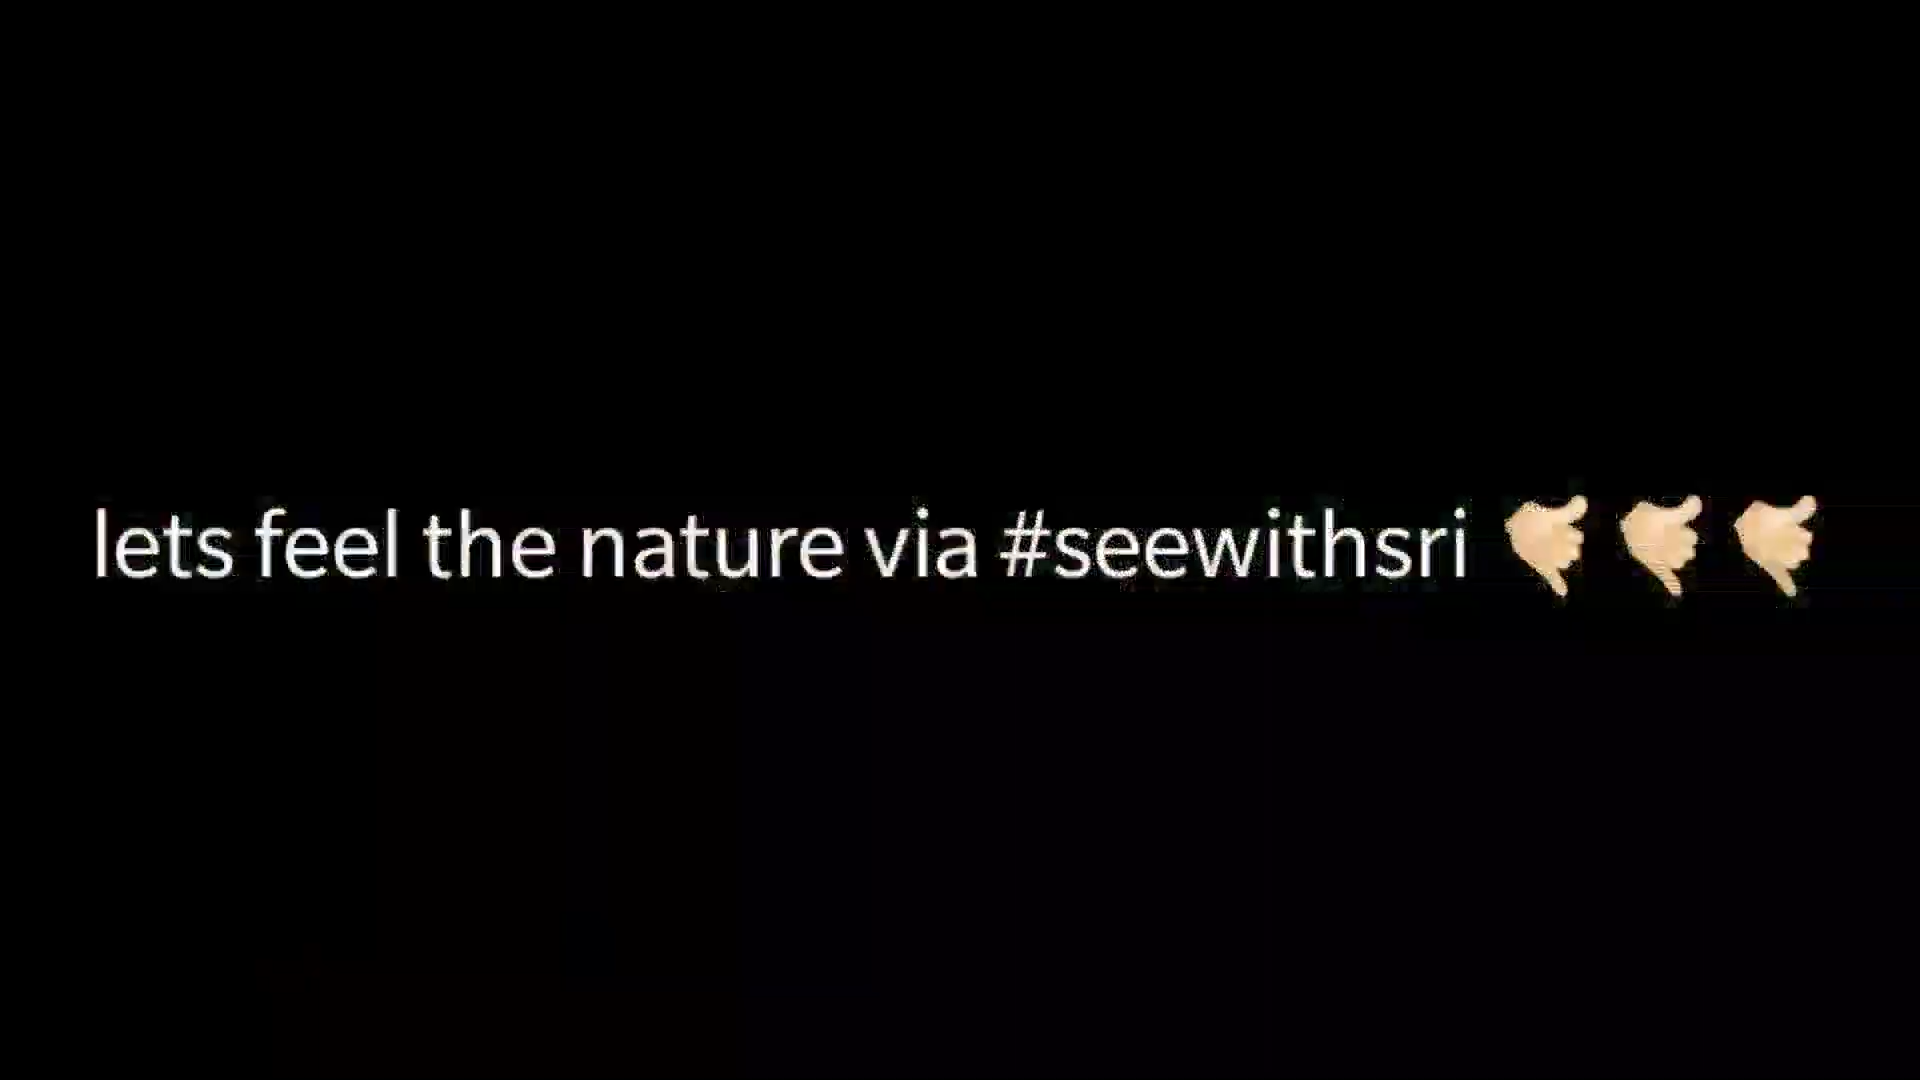 lets feel the nature via #seewithsri 🤙🏻🤙🏻🤙🏻